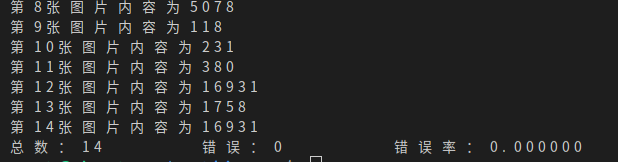 第 8张 图 片 内 容 为 5078
第 9张 图 片 内 容 为 118
第 10张 图 片 内 容 为 231
第 11张 图 片 内 容 为 380
第 12张 图 片 内 容 为 16931
第 13张 图 片 内 容 为 1758
第 14张 图 片 内 容 为 16931
总 数 ： 14 错 误 ： 0 错 误 率 ： 0.000000